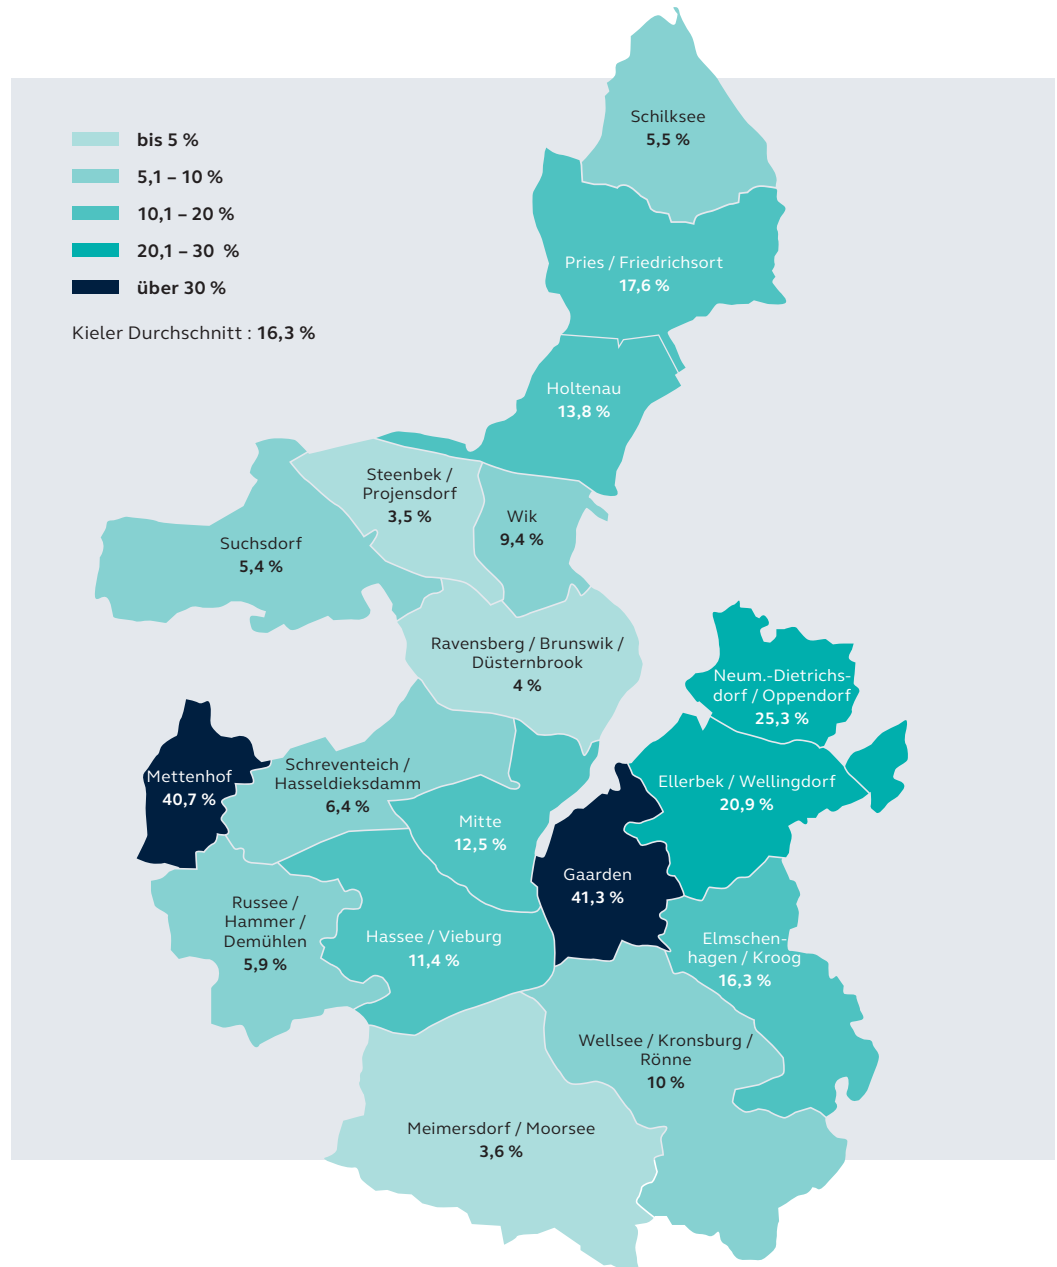 bis 5 %
5,1 – 10 %
10,1 – 20 %
20,1 – 30 %
über 30 %
Kieler Durchschnitt : 16,3 %
Schilksee
5,5 %
Pries / Friedrichsort
17,6 %
Holtenau
13,8 %
Steenbek /
Projensdorf
3,5 %
Wik
9,4 %
Suchsdorf
5,4 %
Ravensberg / Brunswik /
Düsternbrook
4 %
Neum.-Dietrichs-
dorf / Oppendorf
25,3 %
Mettenhof
40,7 %
Schreventeich /
Hasseldieksdamm
6,4 %
Ellerbek / Wellingdorf
20,9 %
Mitte
12,5 %
Gaarden
41,3 %
Russee /
Hammer /
Demühlen
5,9 %
Hassee / Vieburg
11,4 %
Elmschen-
hagen / Kroog
16,3 %
Wellsee / Kronsburg /
Rönne
10 %
Meimersdorf / Moorsee
3,6 %